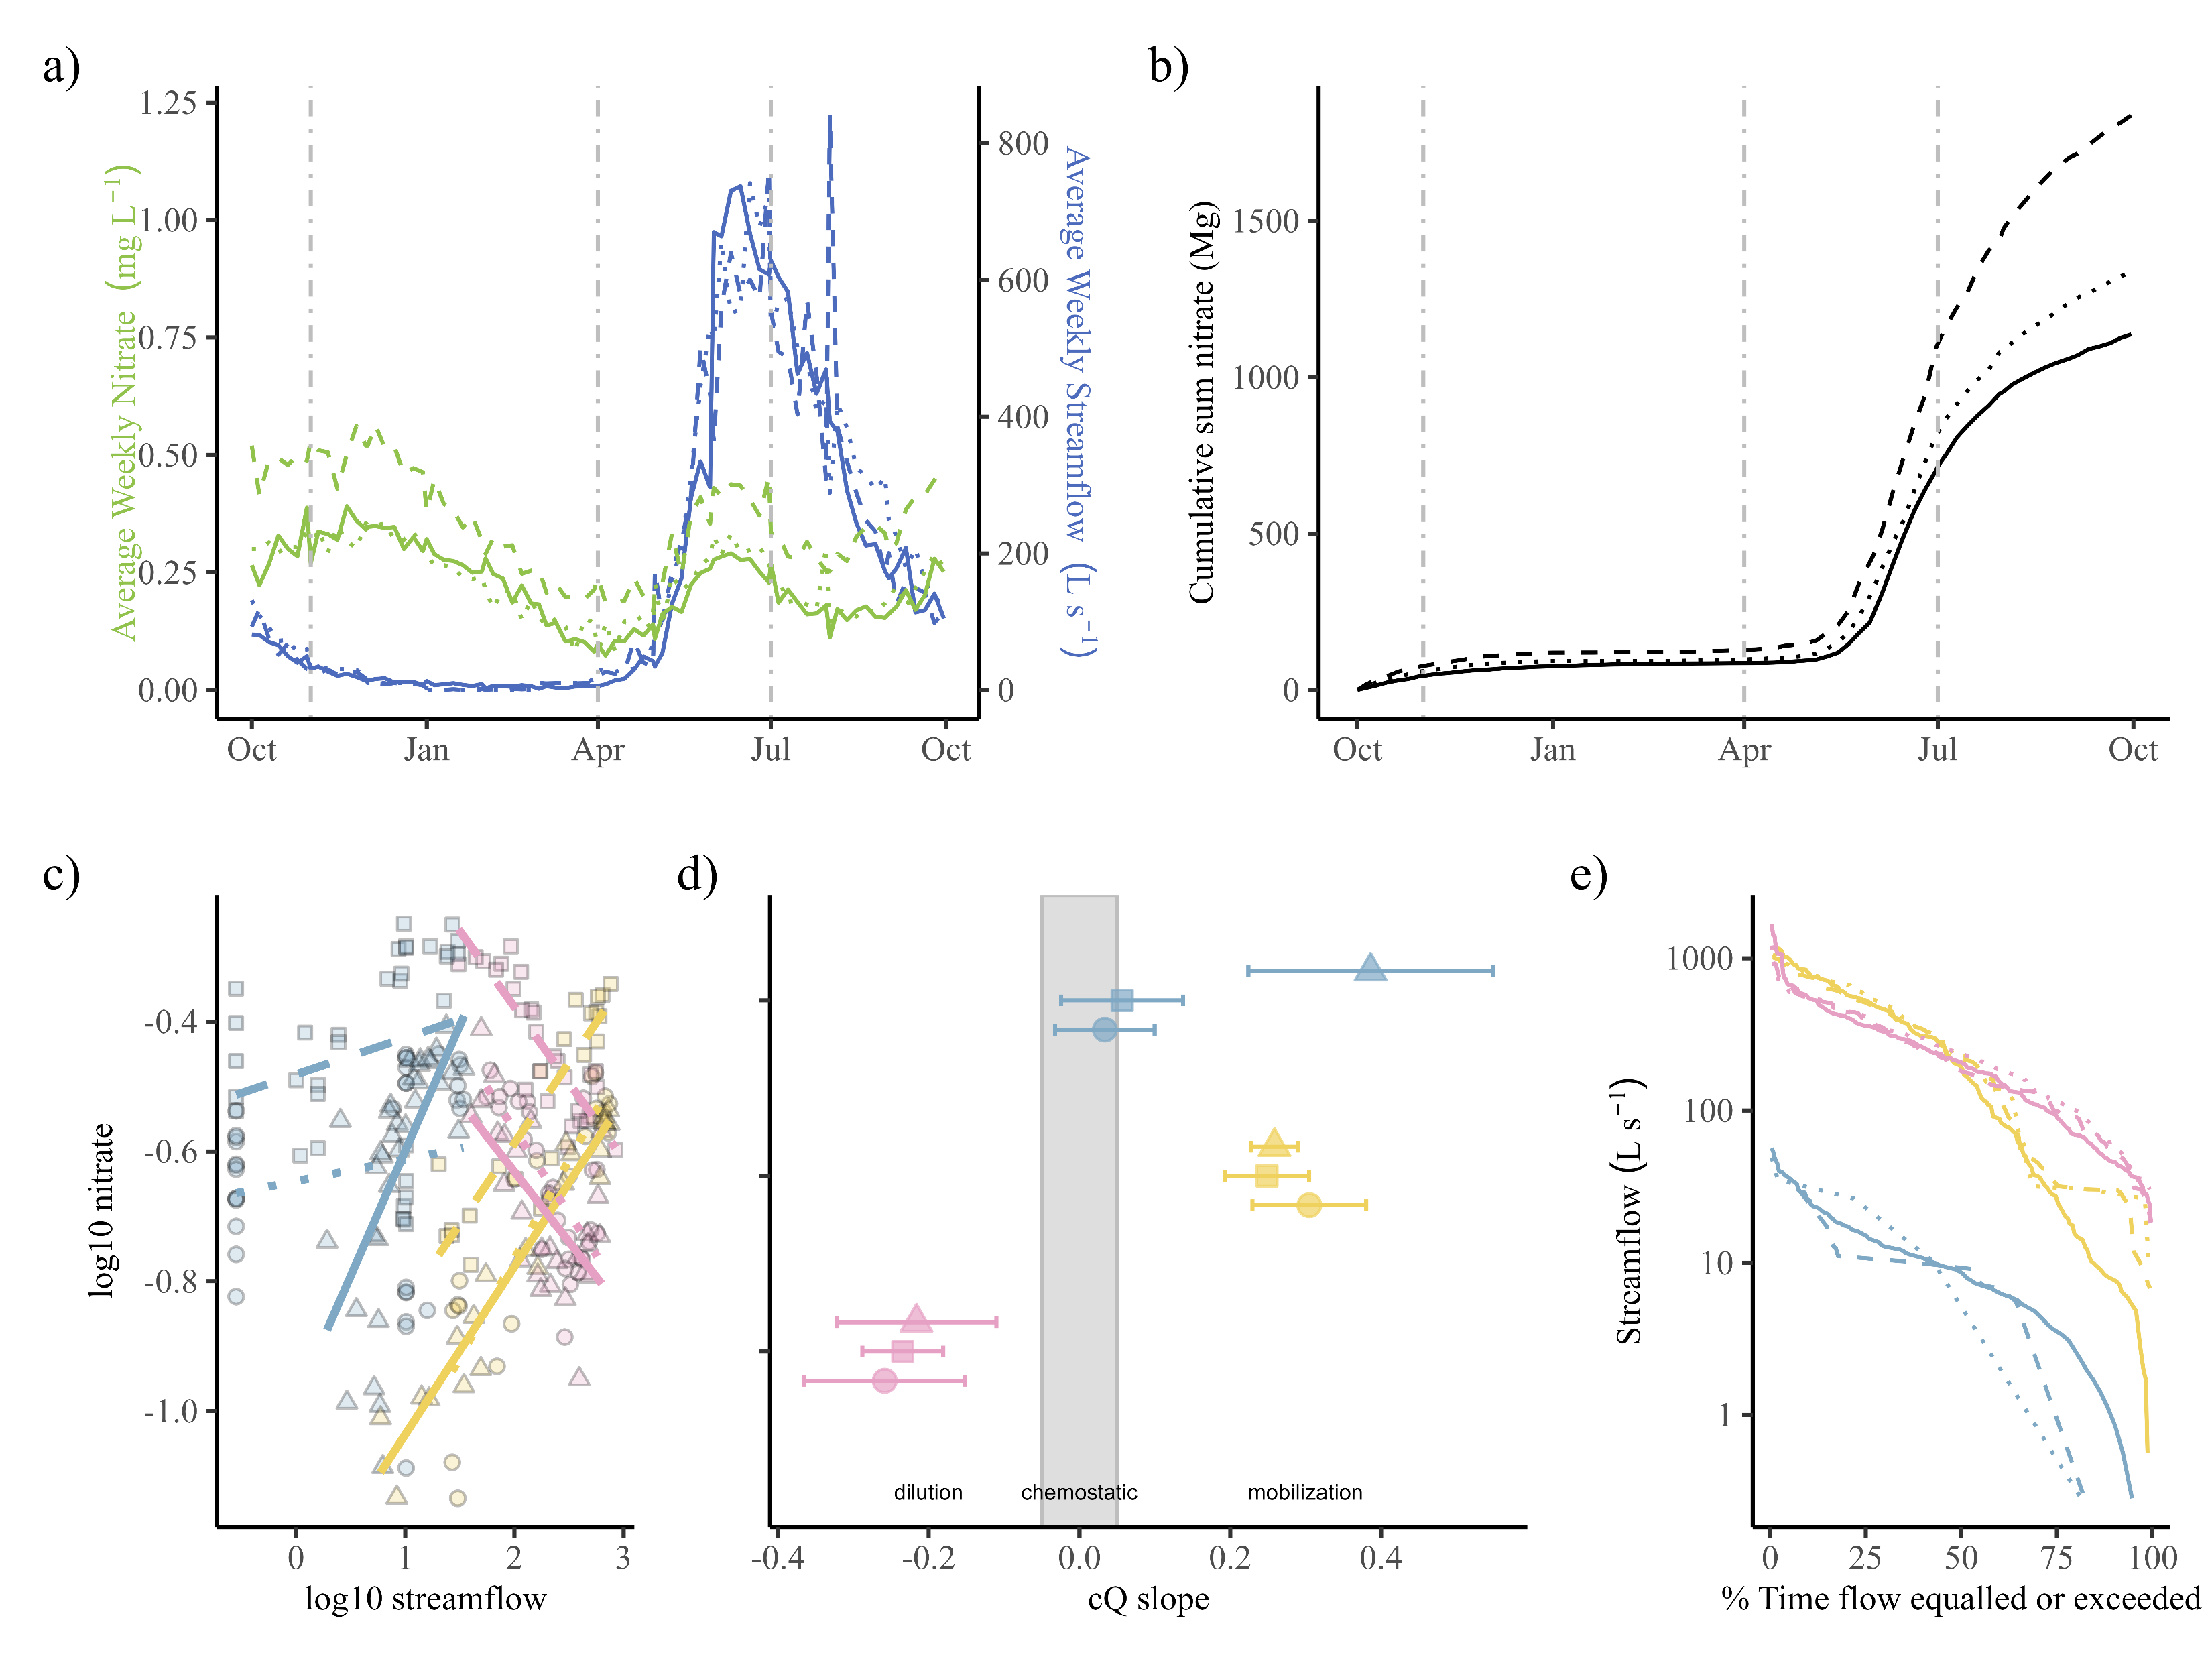 a)
1.25
1.00
0.75
0.50
0.25
0.00
Average Weekly Nitrate (mg L⁻¹)
800
600
400
200
0
Average Weekly Streamflow (L s⁻¹)
Oct Jan Apr Jul Oct
b)
1500
1000
500
0
Cumulative sum nitrate (Mg)
Oct Jan Apr Jul Oct
c)
-0.4
-0.6
-0.8
-1.0
log10 nitrate
0 1 2 3
log10 streamflow
d)
dilution chemostatic mobilization
-0.4 -0.2 0.0 0.2 0.4
cQ slope
e)
1000
100
10
1
Streamflow (L s⁻¹)
0 25 50 75 100
% Time flow equalled or exceeded